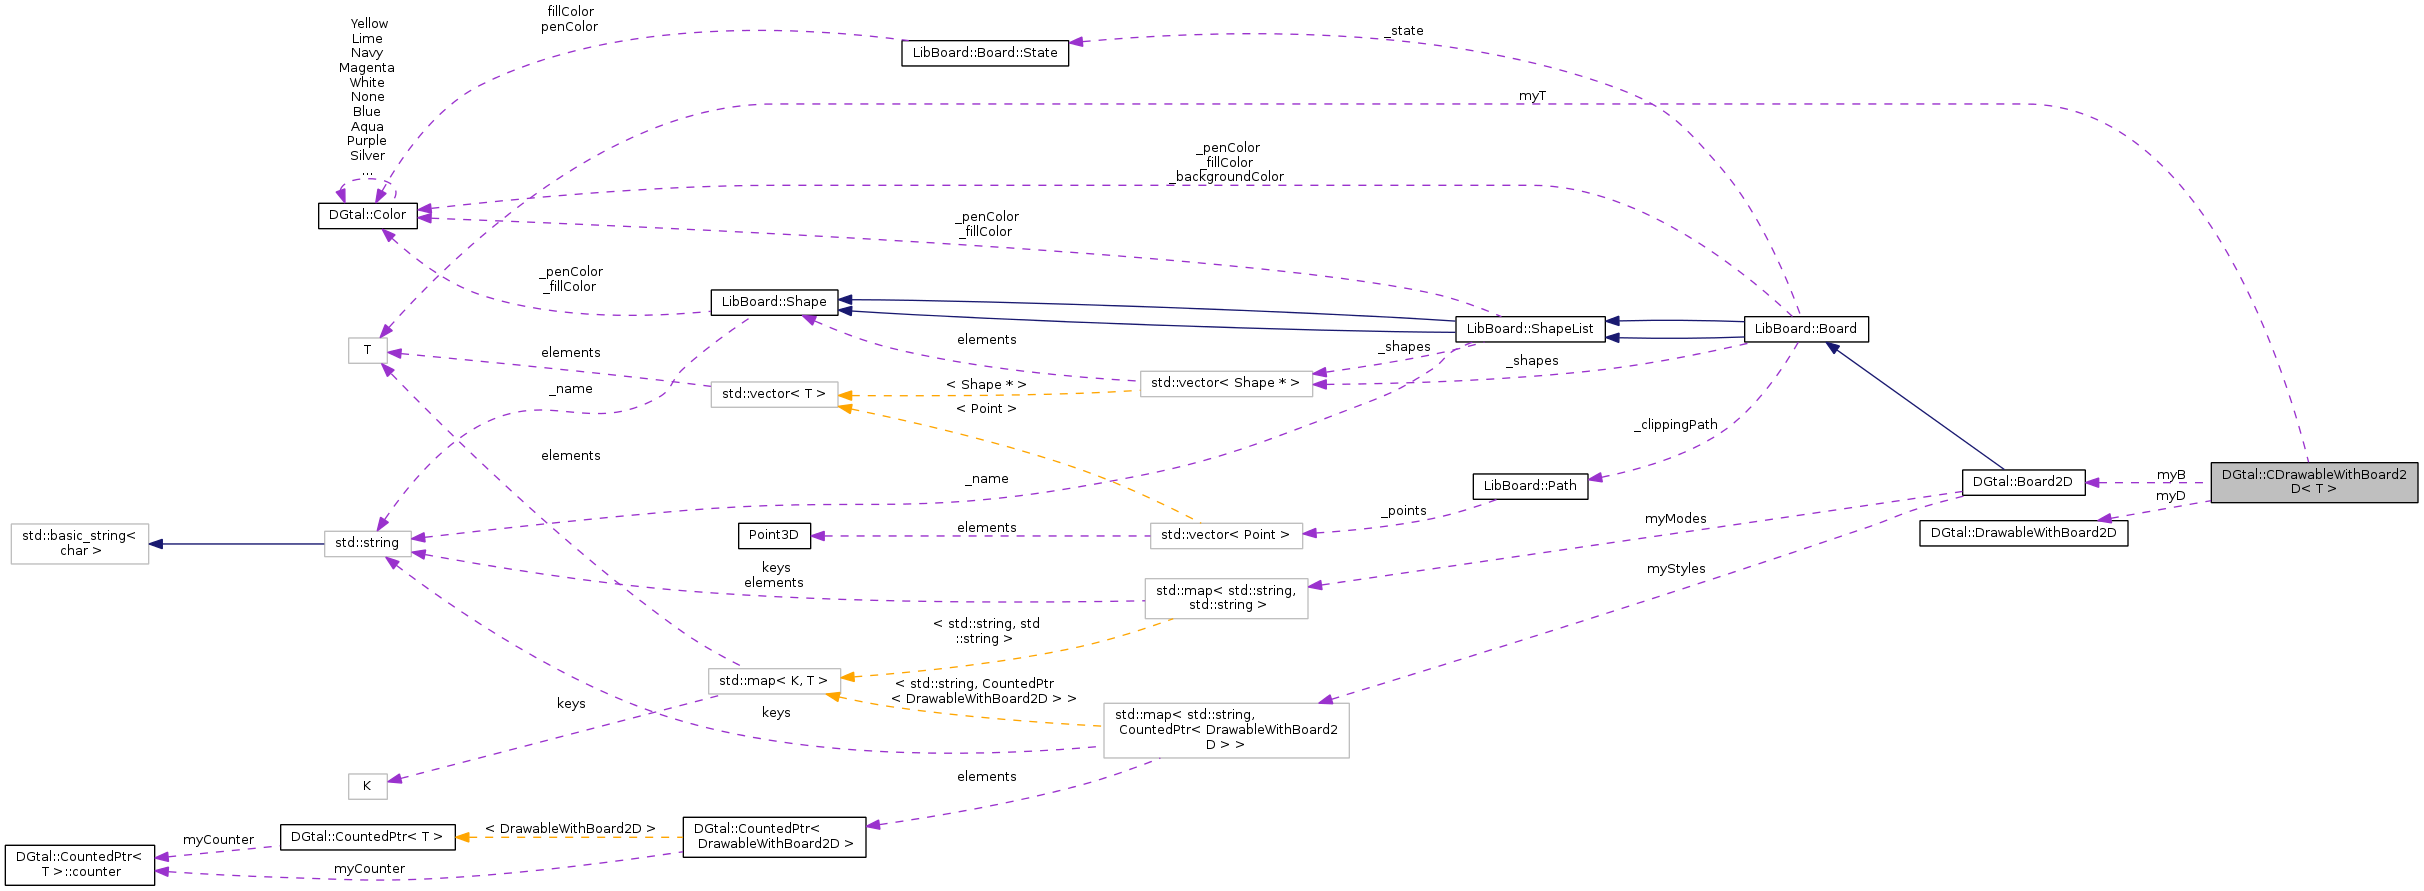 fillColor
penColor
Yellow
Lime
Navy
Magenta
White
None
Blue
Aqua
Purple
Silver
...
_state
LibBoard::Board::State
myT
_penColor
_fillColor
_backgroundColor
DGtal::Color
_penColor
_fillColor
_penColor
_fillColor
LibBoard::Shape
LibBoard::ShapeList
LibBoard::Board
T
elements
elements
_shapes
_shapes
_name
std::vector< T >
< Shape * >
std::vector< Shape * >
< Point >
_clippingPath
elements
_name
LibBoard::Path
DGtal::Board2D
myB
DGtal::CDrawableWithBoard2
D< T >
myD
_points
myModes
DGtal::DrawableWithBoard2D
std::basic_string<
char >
std::string
Point3D
elements
std::vector< Point >
keys
elements
myStyles
std::map< std::string,
std::string >
< std::string, std
::string >
std::map< K, T >
< std::string, CountedPtr
< DrawableWithBoard2D > >
keys
keys
std::map< std::string,
CountedPtr< DrawableWithBoard2
D > >
K
elements
DGtal::CountedPtr<
T >::counter
myCounter
DGtal::CountedPtr< T >
< DrawableWithBoard2D >
DGtal::CountedPtr<
DrawableWithBoard2D >
myCounter